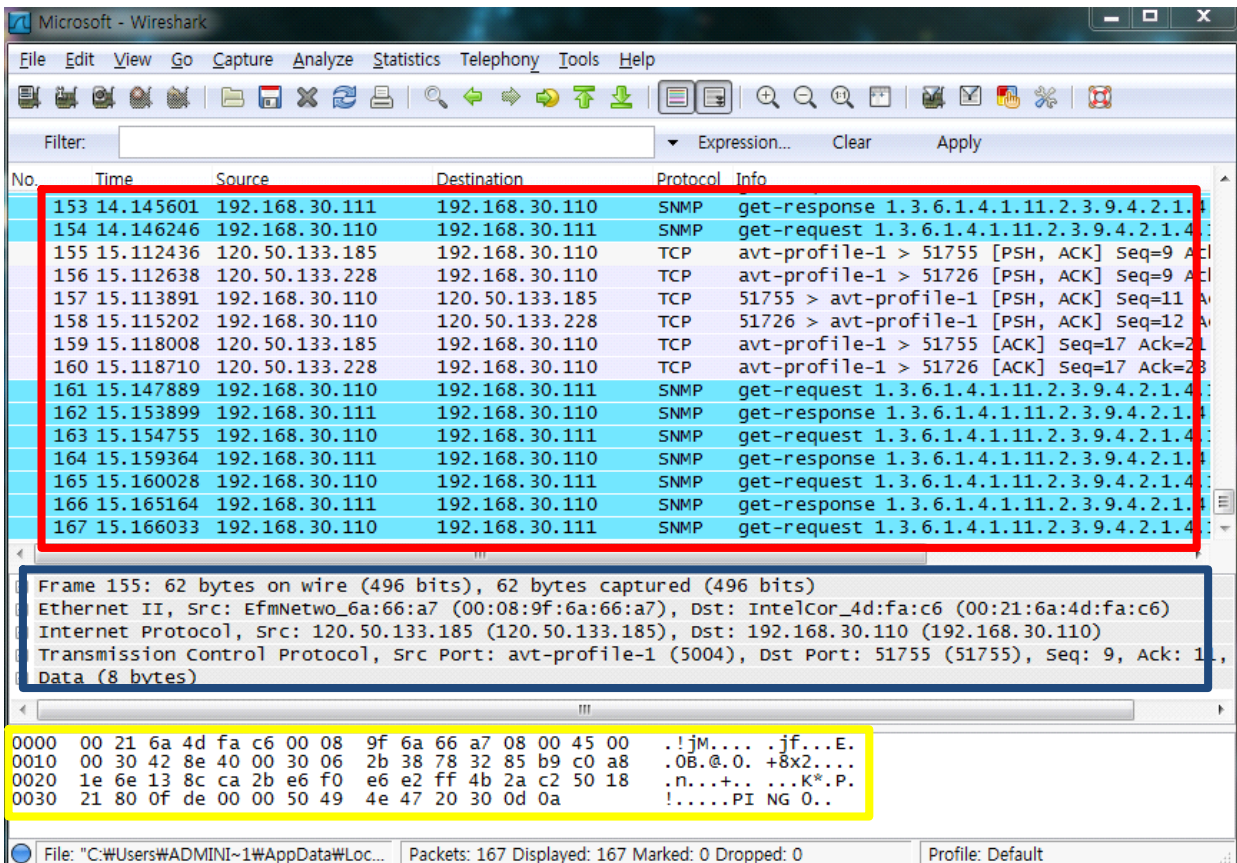 Microsoft - Wireshark
File Edit View Go Capture Analyze Statistics Telephony Tools Help
Filter: Expression... Clear Apply
No. Time Source Destination Protocol Info
153 14.145601 192.168.30.111 192.168.30.110 SNMP get-response 1.3.6.1.4.1.11.2.3.9.4.2.1.4
154 14.146246 192.168.30.110 192.168.30.111 SNMP get-request 1.3.6.1.4.1.11.2.3.9.4.2.1.4.
155 15.112436 120.50.133.185 192.168.30.110 TCP avt-profile-1 > 51755 [PSH, ACK] Seq=9
156 15.112638 120.50.133.228 192.168.30.110 TCP avt-profile-1 > 51726 [PSH, ACK] Seq=9
157 15.113891 192.168.30.110 120.50.133.185 TCP 51755 > avt-profile-1 [PSH, ACK] Seq=11
158 15.115202 192.168.30.110 120.50.133.228 TCP 51726 > avt-profile-1 [PSH, ACK] Seq=12
159 15.118008 120.50.133.185 192.168.30.110 TCP avt-profile-1 > 51755 [ACK] Seq=17 Ack=21
160 15.118710 120.50.133.228 192.168.30.110 TCP avt-profile-1 > 51726 [ACK] Seq=17 Ack=23
161 15.147889 192.168.30.110 192.168.30.111 SNMP get-request 1.3.6.1.4.1.11.2.3.9.4.2.1.4.
162 15.153899 192.168.30.111 192.168.30.110 SNMP get-response 1.3.6.1.4.1.11.2.3.9.4.2.1.4
163 15.154755 192.168.30.110 192.168.30.111 SNMP get-request 1.3.6.1.4.1.11.2.3.9.4.2.1.4.
164 15.159364 192.168.30.111 192.168.30.110 SNMP get-response 1.3.6.1.4.1.11.2.3.9.4.2.1.4
165 15.160028 192.168.30.110 192.168.30.111 SNMP get-request 1.3.6.1.4.1.11.2.3.9.4.2.1.4.
166 15.165164 192.168.30.111 192.168.30.110 SNMP get-response 1.3.6.1.4.1.11.2.3.9.4.2.1.4
167 15.166033 192.168.30.110 192.168.30.111 SNMP get-request 1.3.6.1.4.1.11.2.3.9.4.2.1.4.
Frame 155: 62 bytes on wire (496 bits), 62 bytes captured (496 bits)
Ethernet II, Src: EfmNetwo_6a:66:a7 (00:08:9f:6a:66:a7), Dst: IntelCor_4d:fa:c6 (00:21:6a:4d:fa:c6)
Internet Protocol, Src: 120.50.133.185 (120.50.133.185), Dst: 192.168.30.110 (192.168.30.110)
Transmission Control Protocol, Src Port: avt-profile-1 (5004), Dst Port: 51755 (51755), Seq: 9, Ack: 11,
Data (8 bytes)
0000 00 21 6a 4d fa c6 00 08 9f 6a 66 a7 08 00 45 00 .!jM.... .jf...E.
0010 00 30 42 8e 40 00 30 06 2b 38 78 32 85 b9 c0 a8 .0B.@.0. +8x2....
0020 1e 6e 13 8c ca 2b e6 f0 e6 e2 ff 4b 2a c2 50 18 .n...+.. ...K*.P.
0030 21 80 0f de 00 00 50 49 4e 47 20 30 0d 0a !.....PI NG 0..
File: "C:₩Users₩ADMINI~1₩AppData₩Loc... Packets: 167 Displayed: 167 Marked: 0 Dropped: 0 Profile: Default